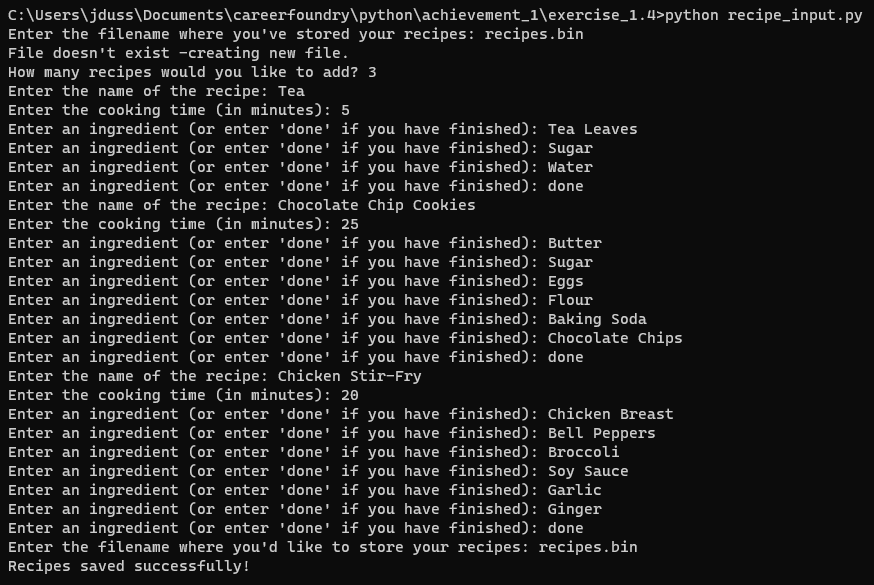 C:\Users\jduss\Documents\careerfoundry\python\achievement_1\exercise_1.4>python recipe_input.py
Enter the filename where you've stored your recipes: recipes.bin
File doesn't exist -creating new file.
How many recipes would you like to add? 3
Enter the name of the recipe: Tea
Enter the cooking time (in minutes): 5
Enter an ingredient (or enter 'done' if you have finished): Tea Leaves
Enter an ingredient (or enter 'done' if you have finished): Sugar
Enter an ingredient (or enter 'done' if you have finished): Water
Enter an ingredient (or enter 'done' if you have finished): done
Enter the name of the recipe: Chocolate Chip Cookies
Enter the cooking time (in minutes): 25
Enter an ingredient (or enter 'done' if you have finished): Butter
Enter an ingredient (or enter 'done' if you have finished): Sugar
Enter an ingredient (or enter 'done' if you have finished): Eggs
Enter an ingredient (or enter 'done' if you have finished): Flour
Enter an ingredient (or enter 'done' if you have finished): Baking Soda
Enter an ingredient (or enter 'done' if you have finished): Chocolate Chips
Enter an ingredient (or enter 'done' if you have finished): done
Enter the name of the recipe: Chicken Stir-Fry
Enter the cooking time (in minutes): 20
Enter an ingredient (or enter 'done' if you have finished): Chicken Breast
Enter an ingredient (or enter 'done' if you have finished): Bell Peppers
Enter an ingredient (or enter 'done' if you have finished): Broccoli
Enter an ingredient (or enter 'done' if you have finished): Soy Sauce
Enter an ingredient (or enter 'done' if you have finished): Garlic
Enter an ingredient (or enter 'done' if you have finished): Ginger
Enter an ingredient (or enter 'done' if you have finished): done
Enter the filename where you'd like to store your recipes: recipes.bin
Recipes saved successfully!